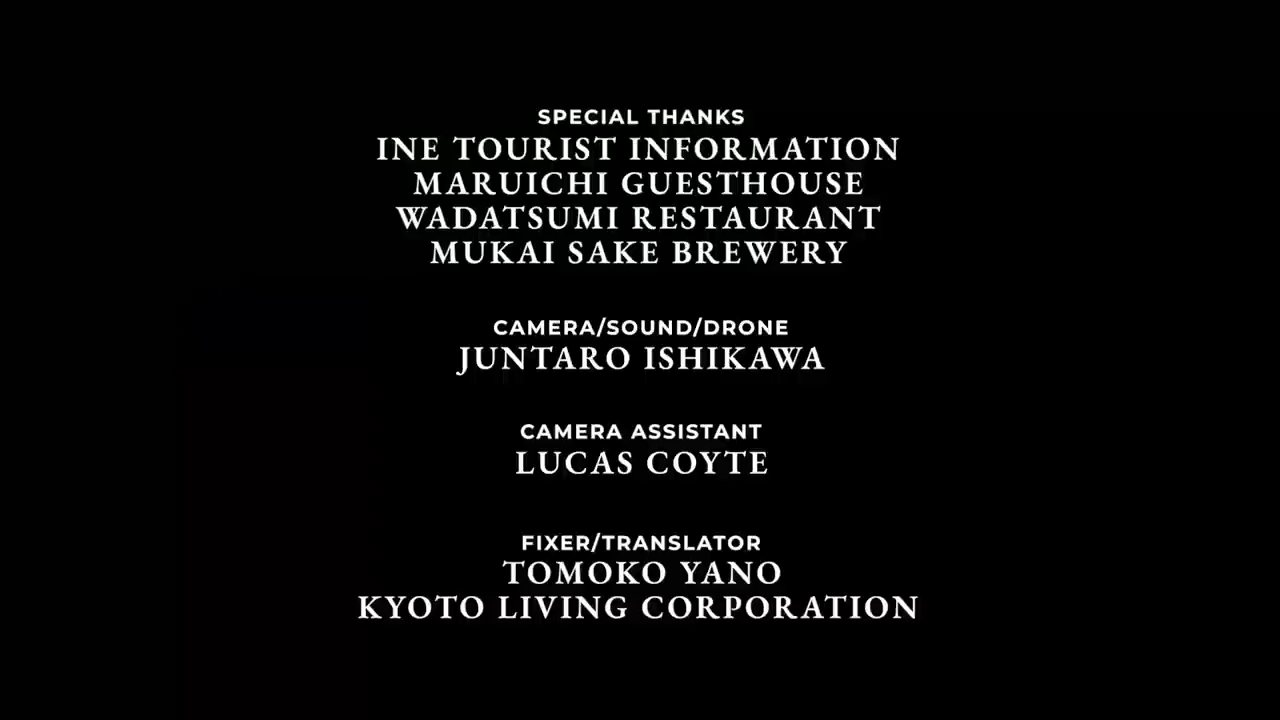 SPECIAL THANKS
INE TOURIST INFORMATION
MARUICHI GUESTHOUSE
WADATSUMI RESTAURANT
MUKAI SAKE BREWERY
CAMERA/SOUND/DRONE
JUNTARO ISHIKAWA
CAMERA ASSISTANT
LUCAS COYTE
FIXER/TRANSLATOR
TOMOKO YANO
KYOTO LIVING CORPORATION